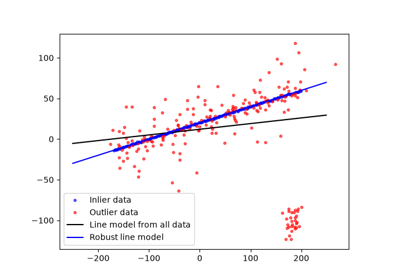 100
50
0
−50
−100
Inlier data
Outlier data
Line model from all data
Robust line model
−200
−100
0
100
200